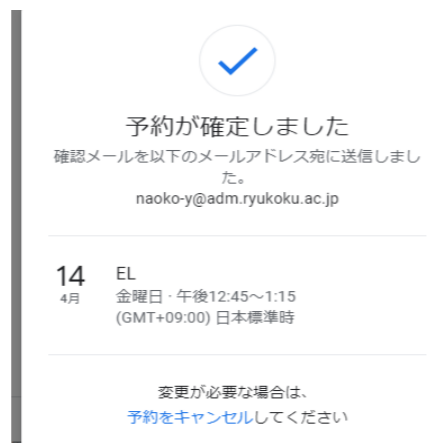 予約が確定しました
確認メールを以下のメールアドレス宛に送信しまし
た。
naoko-y@adm.ryukoku.ac.jp
14
4月
EL
金曜日・午後12:45～1:15
(GMT+09:00) 日本標準時
変更が必要な場合は、
予約をキャンセルしてください